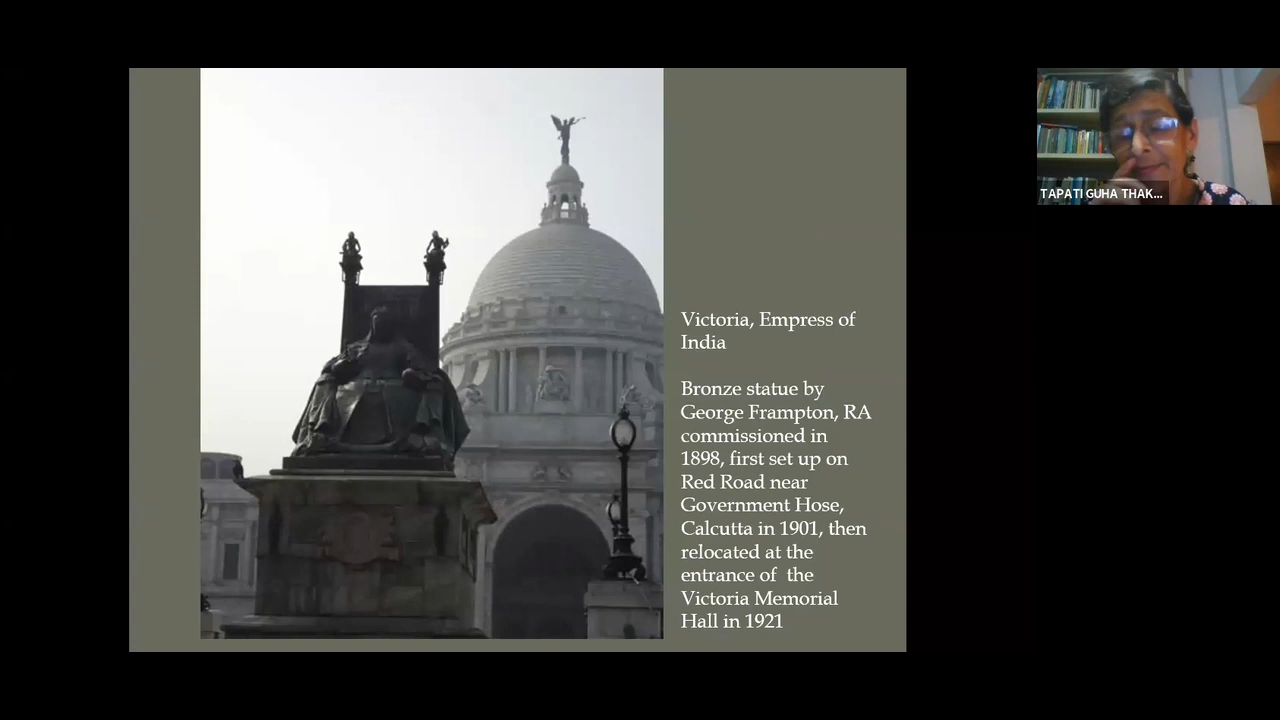 Victoria, Empress of
India
Bronze statue by
George Frampton, RA
commissioned in
1898, first set up on
Red Road near
Government Hose,
Calcutta in 1901, then
relocated at the
entrance of the
Victoria Memorial
Hall in 1921
TAPATI GUHA THAK...